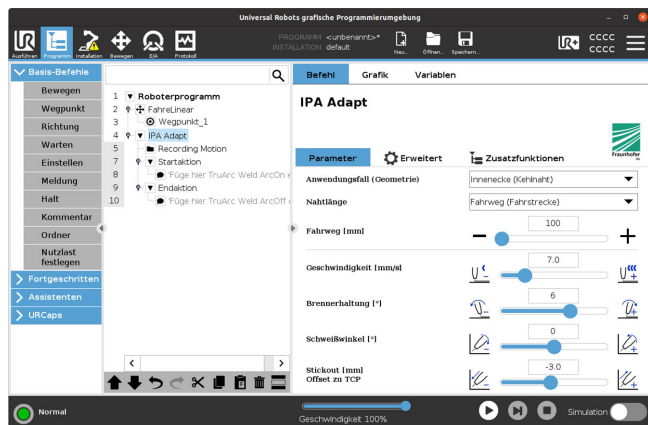 Universal Robots grafische Programmierumgebung
PROGRAMM <unbenannt>*
INSTALLATION default
Ausführen Programm Installation Bewegen E/A Protokoll Neu... Öffnen... Speichern...
UR+ cccc
cccc
Basis-Befehle
Bewegen
Wegpunkt
Richtung
Warten
Einstellen
Meldung
Halt
Kommentar
Ordner
Nutzlast
festlegen
Fortgeschritten
Assistenten
URCaps
1 Roboterprogramm
2 FahreLinear
3 Wegpunkt_1
4 IPA Adapt
5 Recording Motion
7 Startaktion
8 'Füge hier TruArc Weld ArcOn e
9 Endaktion
10 'Füge hier TruArc Weld ArcOff e
Befehl Grafik Variablen
IPA Adapt
Fraunhofer
Parameter Erweitert Zusatzfunktionen
Anwendungsfall (Geometrie) Innenecke (Kehlnaht)
Nahtlänge Fahrweg (Fahrstrecke)
Fahrweg [mm] 100
Geschwindigkeit [mm/s] 7.0
Brennerhaltung [°] 6
Schweißwinkel [°] 0
Stickout [mm]
Offset zu TCP -3.0
Normal
Geschwindigkeit 100%
Simulation